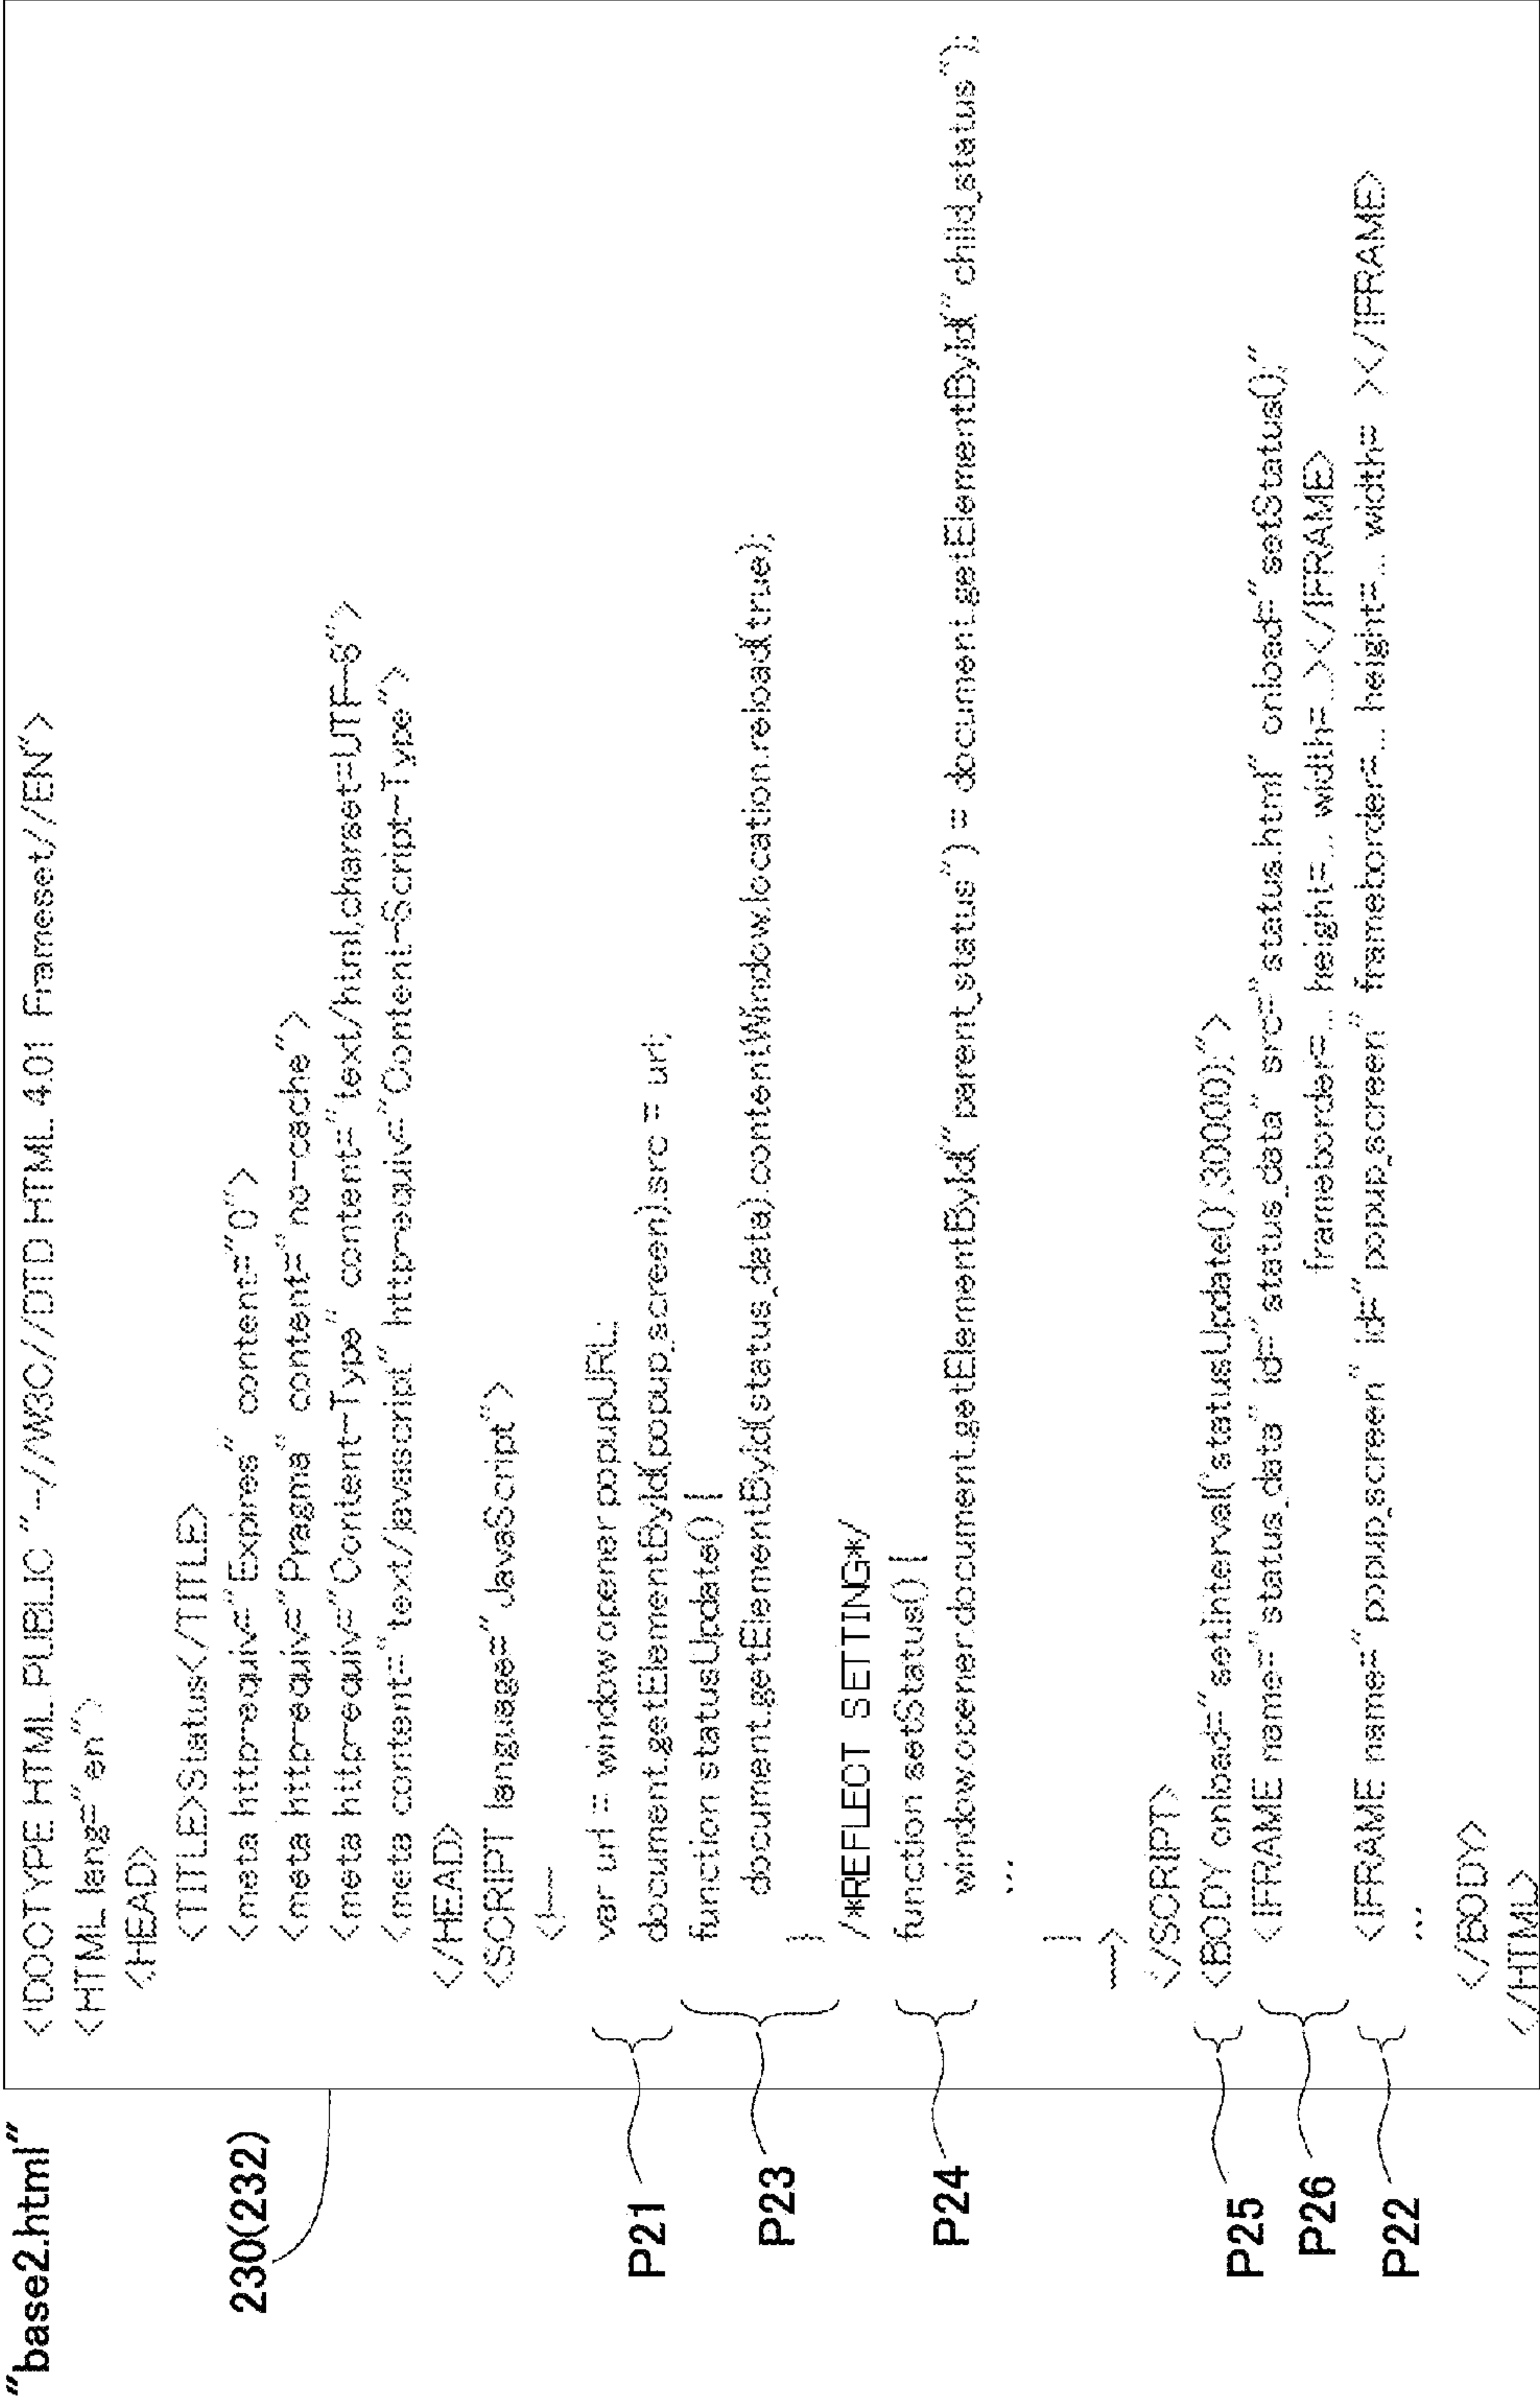 "base2.html"
230(232)
<!DOCTYPE HTML PUBLIC "-//W3C//DTD HTML 4.01 Frameset//EN">
<HTML lang="en">
<HEAD>
<TITLE>Status</TITLE>
<meta http-equiv="Expires" content="0">
<meta http-equiv="Pragma" content="no-cache">
<meta http-equiv="Content-Type" content="text/html;charset=UTF-8">
<meta content="text/javascript" http-equiv="Content-Script-Type">
</HEAD>
<SCRIPT language="JavaScript">
<!--
P21
var url = window.opener.popupURL;
document.getElementById(popup_screen).src = url;
P23
function statusUpdate() {
document.getElementById(status_data).contentWindow.location.reload(true);
}
/*REFLECT SETTING*/
P24
function setStatus() {
window.opener.document.getElementById("parent_status") = document.getElementById("child_status");
...
}
-->
</SCRIPT>
P25
<BODY onload="setInterval('statusUpdate()',30000);">
P26
<IFRAME name="status_data" id="status_data" src="status.html" onload="setStatus();"
frameborder=... height=... width=...></IFRAME>
P22
<IFRAME name="popup_screen" id="popup_screen" frameborder=... height=... width= ></IFRAME>
...
</BODY>
</HTML>